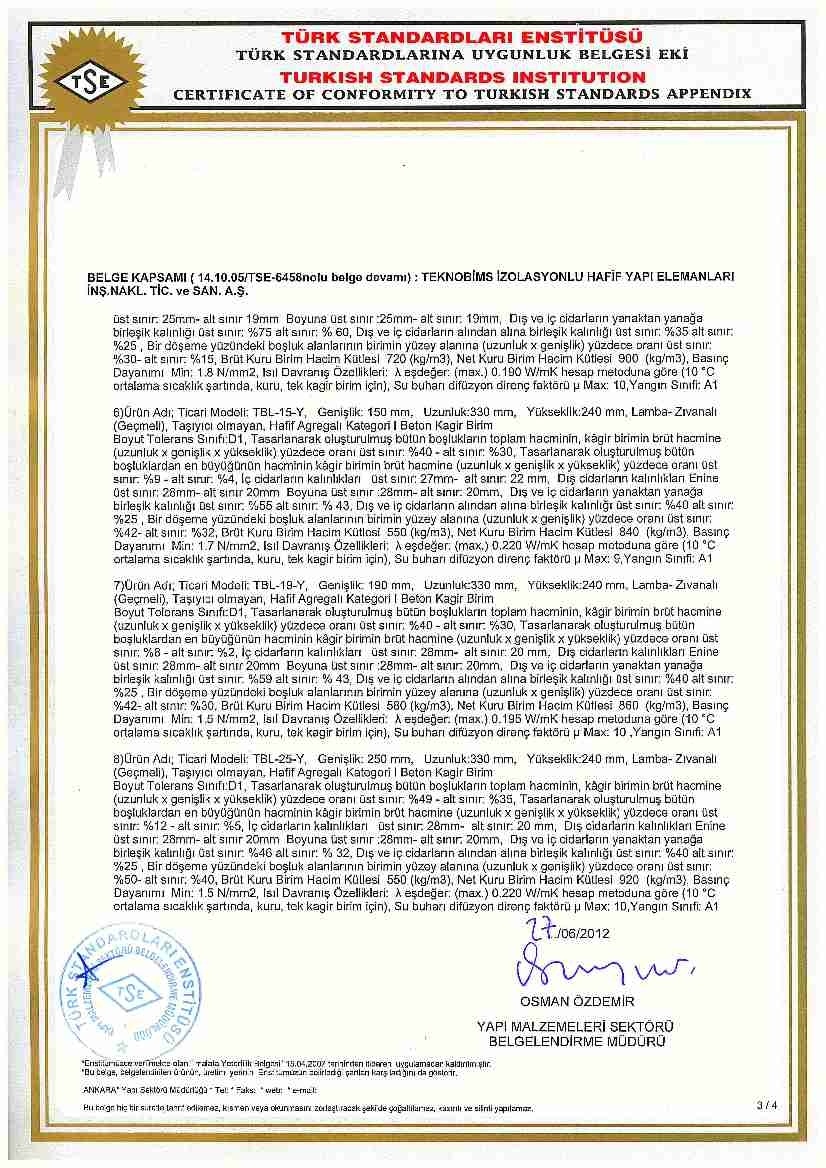 TÜRK STANDARDLARI ENSTİTÜSÜ
TÜRK STANDARDLARINA UYGUNLUK BELGESİ EKİ
TURKISH STANDARDS INSTITUTION
CERTIFICATE OF CONFORMITY TO TURKISH STANDARDS APPENDIX
TSE
BELGE KAPSAMI ( 14.10.05/TSE-6458nolu belge devamı) : TEKNOBİMS İZOLASYONLU HAFİF YAPI ELEMANLARI
İNŞ.NAKL. TİC. ve SAN. A.Ş.
üst sınır: 25mm- alt sınır 19mm Boyuna üst sınır :25mm- alt sınır: 19mm, Dış ve iç cidarların yanaktan yanağa
birleşik kalınlığı üst sınır: %75 alt sınır: % 60, Dış ve iç cidarların alından alına birleşik kalınlığı üst sınır: %35 alt sınır:
%25 , Bir döşeme yüzündeki boşluk alanlarının birimin yüzey alanına (uzunluk x genişlik) yüzdece oranı üst sınır:
%30- alt sınır: %15, Brüt Kuru Birim Hacim Kütlesi 720 (kg/m3), Net Kuru Birim Hacim Kütlesi 900 (kg/m3), Basınç
Dayanımı Min: 1.8 N/mm2, Isıl Davranış Özellikleri: λ eşdeğer: (max.) 0.190 W/mK hesap metoduna göre (10 °C
ortalama sıcaklık şartında, kuru, tek kagir birim için), Su buharı difüzyon direnç faktörü μ Max: 10,Yangın Sınıfı: A1
6)Ürün Adı; Ticari Modeli: TBL-15-Y, Genişlik: 150 mm, Uzunluk:330 mm, Yükseklik:240 mm, Lamba- Zıvanalı
(Geçmeli), Taşıyıcı olmayan, Hafif Agregalı Kategori I Beton Kagir Birim
Boyut Tolerans Sınıfı:D1, Tasarlanarak oluşturulmuş bütün boşlukların toplam hacminin, kâgir birimin brüt hacmine
(uzunluk x genişlik x yükseklik) yüzdece oranı üst sınır: %40 - alt sınır: %30, Tasarlanarak oluşturulmuş bütün
boşluklardan en büyüğünün hacminin kâgir birimin brüt hacmine (uzunluk x genişlik x yükseklik) yüzdece oranı üst
sınır: %9 - alt sınır: %4, İç cidarların kalınlıkları üst sınır: 27mm- alt sınır: 22 mm, Dış cidarların kalınlıkları Enine
üst sınır: 28mm- alt sınır 20mm Boyuna üst sınır :28mm- alt sınır: 20mm, Dış ve iç cidarların yanaktan yanağa
birleşik kalınlığı üst sınır: %55 alt sınır: % 43, Dış ve iç cidarların alından alına birleşik kalınlığı üst sınır: %40 alt sınır:
%25 , Bir döşeme yüzündeki boşluk alanlarının birimin yüzey alanına (uzunluk x genişlik) yüzdece oranı üst sınır:
%42- alt sınır: %32, Brüt Kuru Birim Hacim Kütlesi 550 (kg/m3), Net Kuru Birim Hacim Kütlesi 840 (kg/m3), Basınç
Dayanımı Min: 1.7 N/mm2, Isıl Davranış Özellikleri: λ eşdeğer: (max.) 0.220 W/mK hesap metoduna göre (10 °C
ortalama sıcaklık şartında, kuru, tek kagir birim için), Su buharı difüzyon direnç faktörü μ Max: 9,Yangın Sınıfı: A1
7)Ürün Adı; Ticari Modeli: TBL-19-Y, Genişlik: 190 mm, Uzunluk:330 mm, Yükseklik:240 mm, Lamba- Zıvanalı
(Geçmeli), Taşıyıcı olmayan, Hafif Agregalı Kategori I Beton Kagir Birim
Boyut Tolerans Sınıfı:D1, Tasarlanarak oluşturulmuş bütün boşlukların toplam hacminin, kâgir birimin brüt hacmine
(uzunluk x genişlik x yükseklik) yüzdece oranı üst sınır: %40 - alt sınır: %30, Tasarlanarak oluşturulmuş bütün
boşluklardan en büyüğünün hacminin kâgir birimin brüt hacmine (uzunluk x genişlik x yükseklik) yüzdece oranı üst
sınır: %8 - alt sınır: %2, İç cidarların kalınlıkları üst sınır: 28mm- alt sınır: 20 mm, Dış cidarların kalınlıkları Enine
üst sınır: 28mm- alt sınır 20mm Boyuna üst sınır :28mm- alt sınır: 20mm, Dış ve iç cidarların yanaktan yanağa
birleşik kalınlığı üst sınır: %59 alt sınır: % 43, Dış ve iç cidarların alından alına birleşik kalınlığı üst sınır: %40 alt sınır:
%25 , Bir döşeme yüzündeki boşluk alanlarının birimin yüzey alanına (uzunluk x genişlik) yüzdece oranı üst sınır:
%42- alt sınır: %30, Brüt Kuru Birim Hacim Kütlesi 580 (kg/m3), Net Kuru Birim Hacim Kütlesi 860 (kg/m3), Basınç
Dayanımı Min: 1.5 N/mm2, Isıl Davranış Özellikleri: λ eşdeğer: (max.) 0.195 W/mK hesap metoduna göre (10 °C
ortalama sıcaklık şartında, kuru, tek kagir birim için), Su buharı difüzyon direnç faktörü μ Max: 10 ,Yangın Sınıfı: A1
8)Ürün Adı; Ticari Modeli: TBL-25-Y, Genişlik: 250 mm, Uzunluk:330 mm, Yükseklik:240 mm, Lamba- Zıvanalı
(Geçmeli), Taşıyıcı olmayan, Hafif Agregalı Kategori I Beton Kagir Birim
Boyut Tolerans Sınıfı:D1, Tasarlanarak oluşturulmuş bütün boşlukların toplam hacminin, kâgir birimin brüt hacmine
(uzunluk x genişlik x yükseklik) yüzdece oranı üst sınır: %49 - alt sınır: %35, Tasarlanarak oluşturulmuş bütün
boşluklardan en büyüğünün hacminin kâgir birimin brüt hacmine (uzunluk x genişlik x yükseklik) yüzdece oranı üst
sınır: %12 - alt sınır: %5, İç cidarların kalınlıkları üst sınır: 28mm- alt sınır: 20 mm, Dış cidarların kalınlıkları Enine
üst sınır: 28mm- alt sınır 20mm Boyuna üst sınır :28mm- alt sınır: 20mm, Dış ve iç cidarların yanaktan yanağa
birleşik kalınlığı üst sınır: %46 alt sınır: % 32, Dış ve iç cidarların alından alına birleşik kalınlığı üst sınır: %40 alt sınır:
%25 , Bir döşeme yüzündeki boşluk alanlarının birimin yüzey alanına (uzunluk x genişlik) yüzdece oranı üst sınır:
%50- alt sınır: %40, Brüt Kuru Birim Hacim Kütlesi 550 (kg/m3), Net Kuru Birim Hacim Kütlesi 920 (kg/m3), Basınç
Dayanımı Min: 1.5 N/mm2, Isıl Davranış Özellikleri: λ eşdeğer: (max.) 0.220 W/mK hesap metoduna göre (10 °C
ortalama sıcaklık şartında, kuru, tek kagir birim için), Su buharı difüzyon direnç faktörü μ Max: 10,Yangın Sınıfı: A1
27./06/2012
OSMAN ÖZDEMİR
YAPI MALZEMELERİ SEKTÖRÜ
BELGELENDİRME MÜDÜRÜ
TÜRK STANDARDLARI ENSTİTÜSÜ
TSE
*Enstitümüzce verilmekte olan İmalata Yeterlilik Belgesi 15.04.2007 tarihinden itibaren uygulamadan kaldırılmıştır.
*Bu belge, belgelendirilen ürünün, üretim yerinin Enstitümüzün belirlediği şartları karşıladığını da gösterir.
ANKARA* Yapı Sektörü Müdürlüğü * Tel: * Faks: * web: * e-mail:
Bu belge hiç bir surette tahrif edilemez, kısmen veya okunmasını zorlaştıracak şekilde çoğaltılamaz, kazıntı ve silinti yapılamaz.
3 / 4